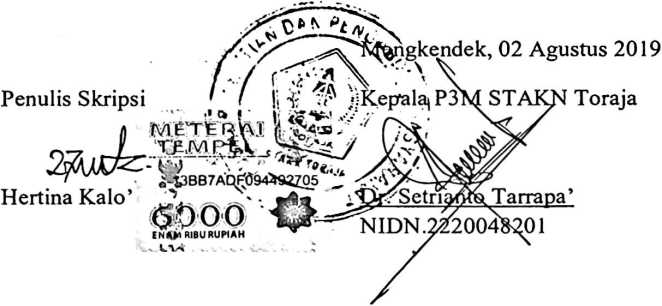 Mengkendek, 02 Agustus 2019
Penulis Skripsi
Kepala P3M STAKN Toraja
METERAI
TEMPEL
3BB7ADF094492705
6000
ENAM RIBU RUPIAH
Hertina Kalo’
Dr. Setrianto Tarrapa’
NIDN.2220048201